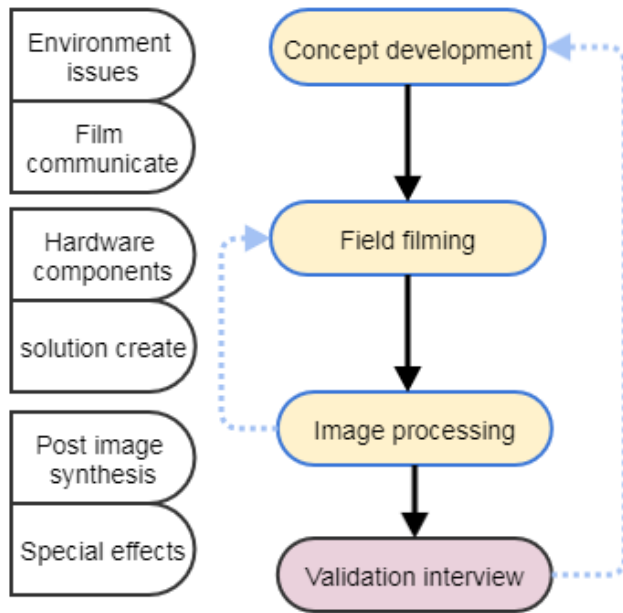 Environment
issues
Film
communicate
Hardware
components
solution create
Post image
synthesis
Special effects
Concept development
Field filming
Image processing
Validation interview